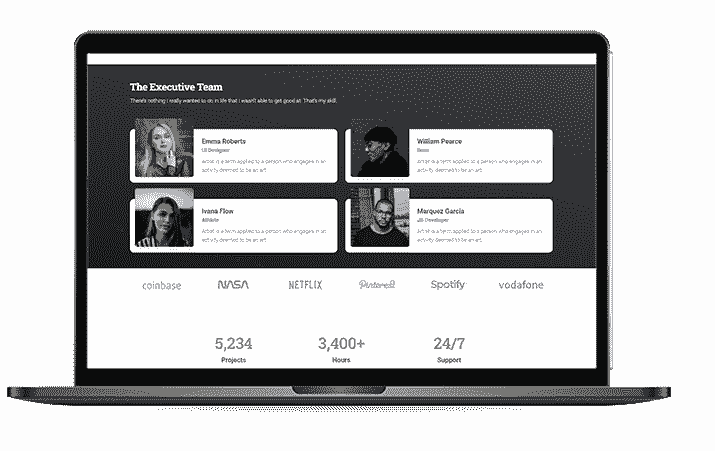 The Executive Team
There's nothing I really wanted to do in life that I wasn't able to get good at. That's my skill.
Emma Roberts
UI Developer
Artist is a term applied to a person who engages in an
activity deemed to be an art.
William Pearce
Boss
Artist is a term applied to a person who engages in an
activity deemed to be an art.
Ivana Flow
Athlete
Artist is a term applied to a person who engages in an
activity deemed to be an art.
Marquez Garcia
JS Developer
Artist is a term applied to a person who engages in an
activity deemed to be an art.
coinbase NASA NETFLIX Pinterest Spotify vodafone
5,234 3,400+ 24/7
Projects Hours Support